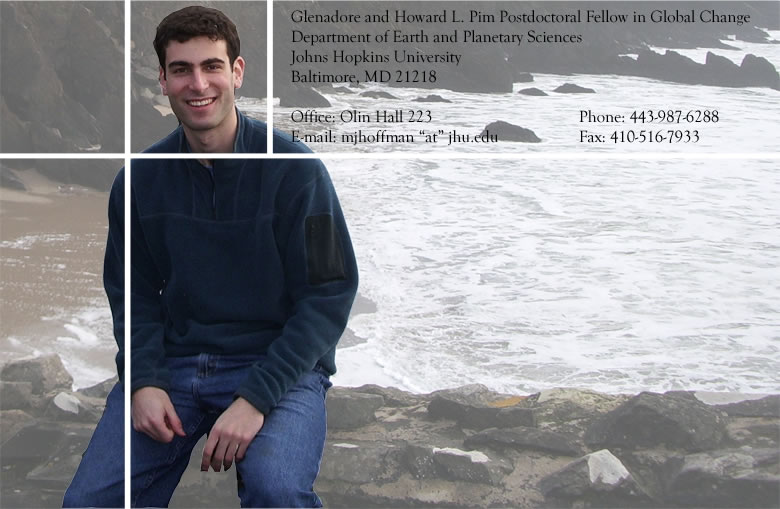 Glenadore and Howard L. Pim Postdoctoral Fellow in Global Change
Department of Earth and Planetary Sciences
Johns Hopkins University
Baltimore, MD 21218
Office: Olin Hall 223 Phone: 443-987-6288
E-mail: mjhoffman “at” jhu.edu Fax: 410-516-7933